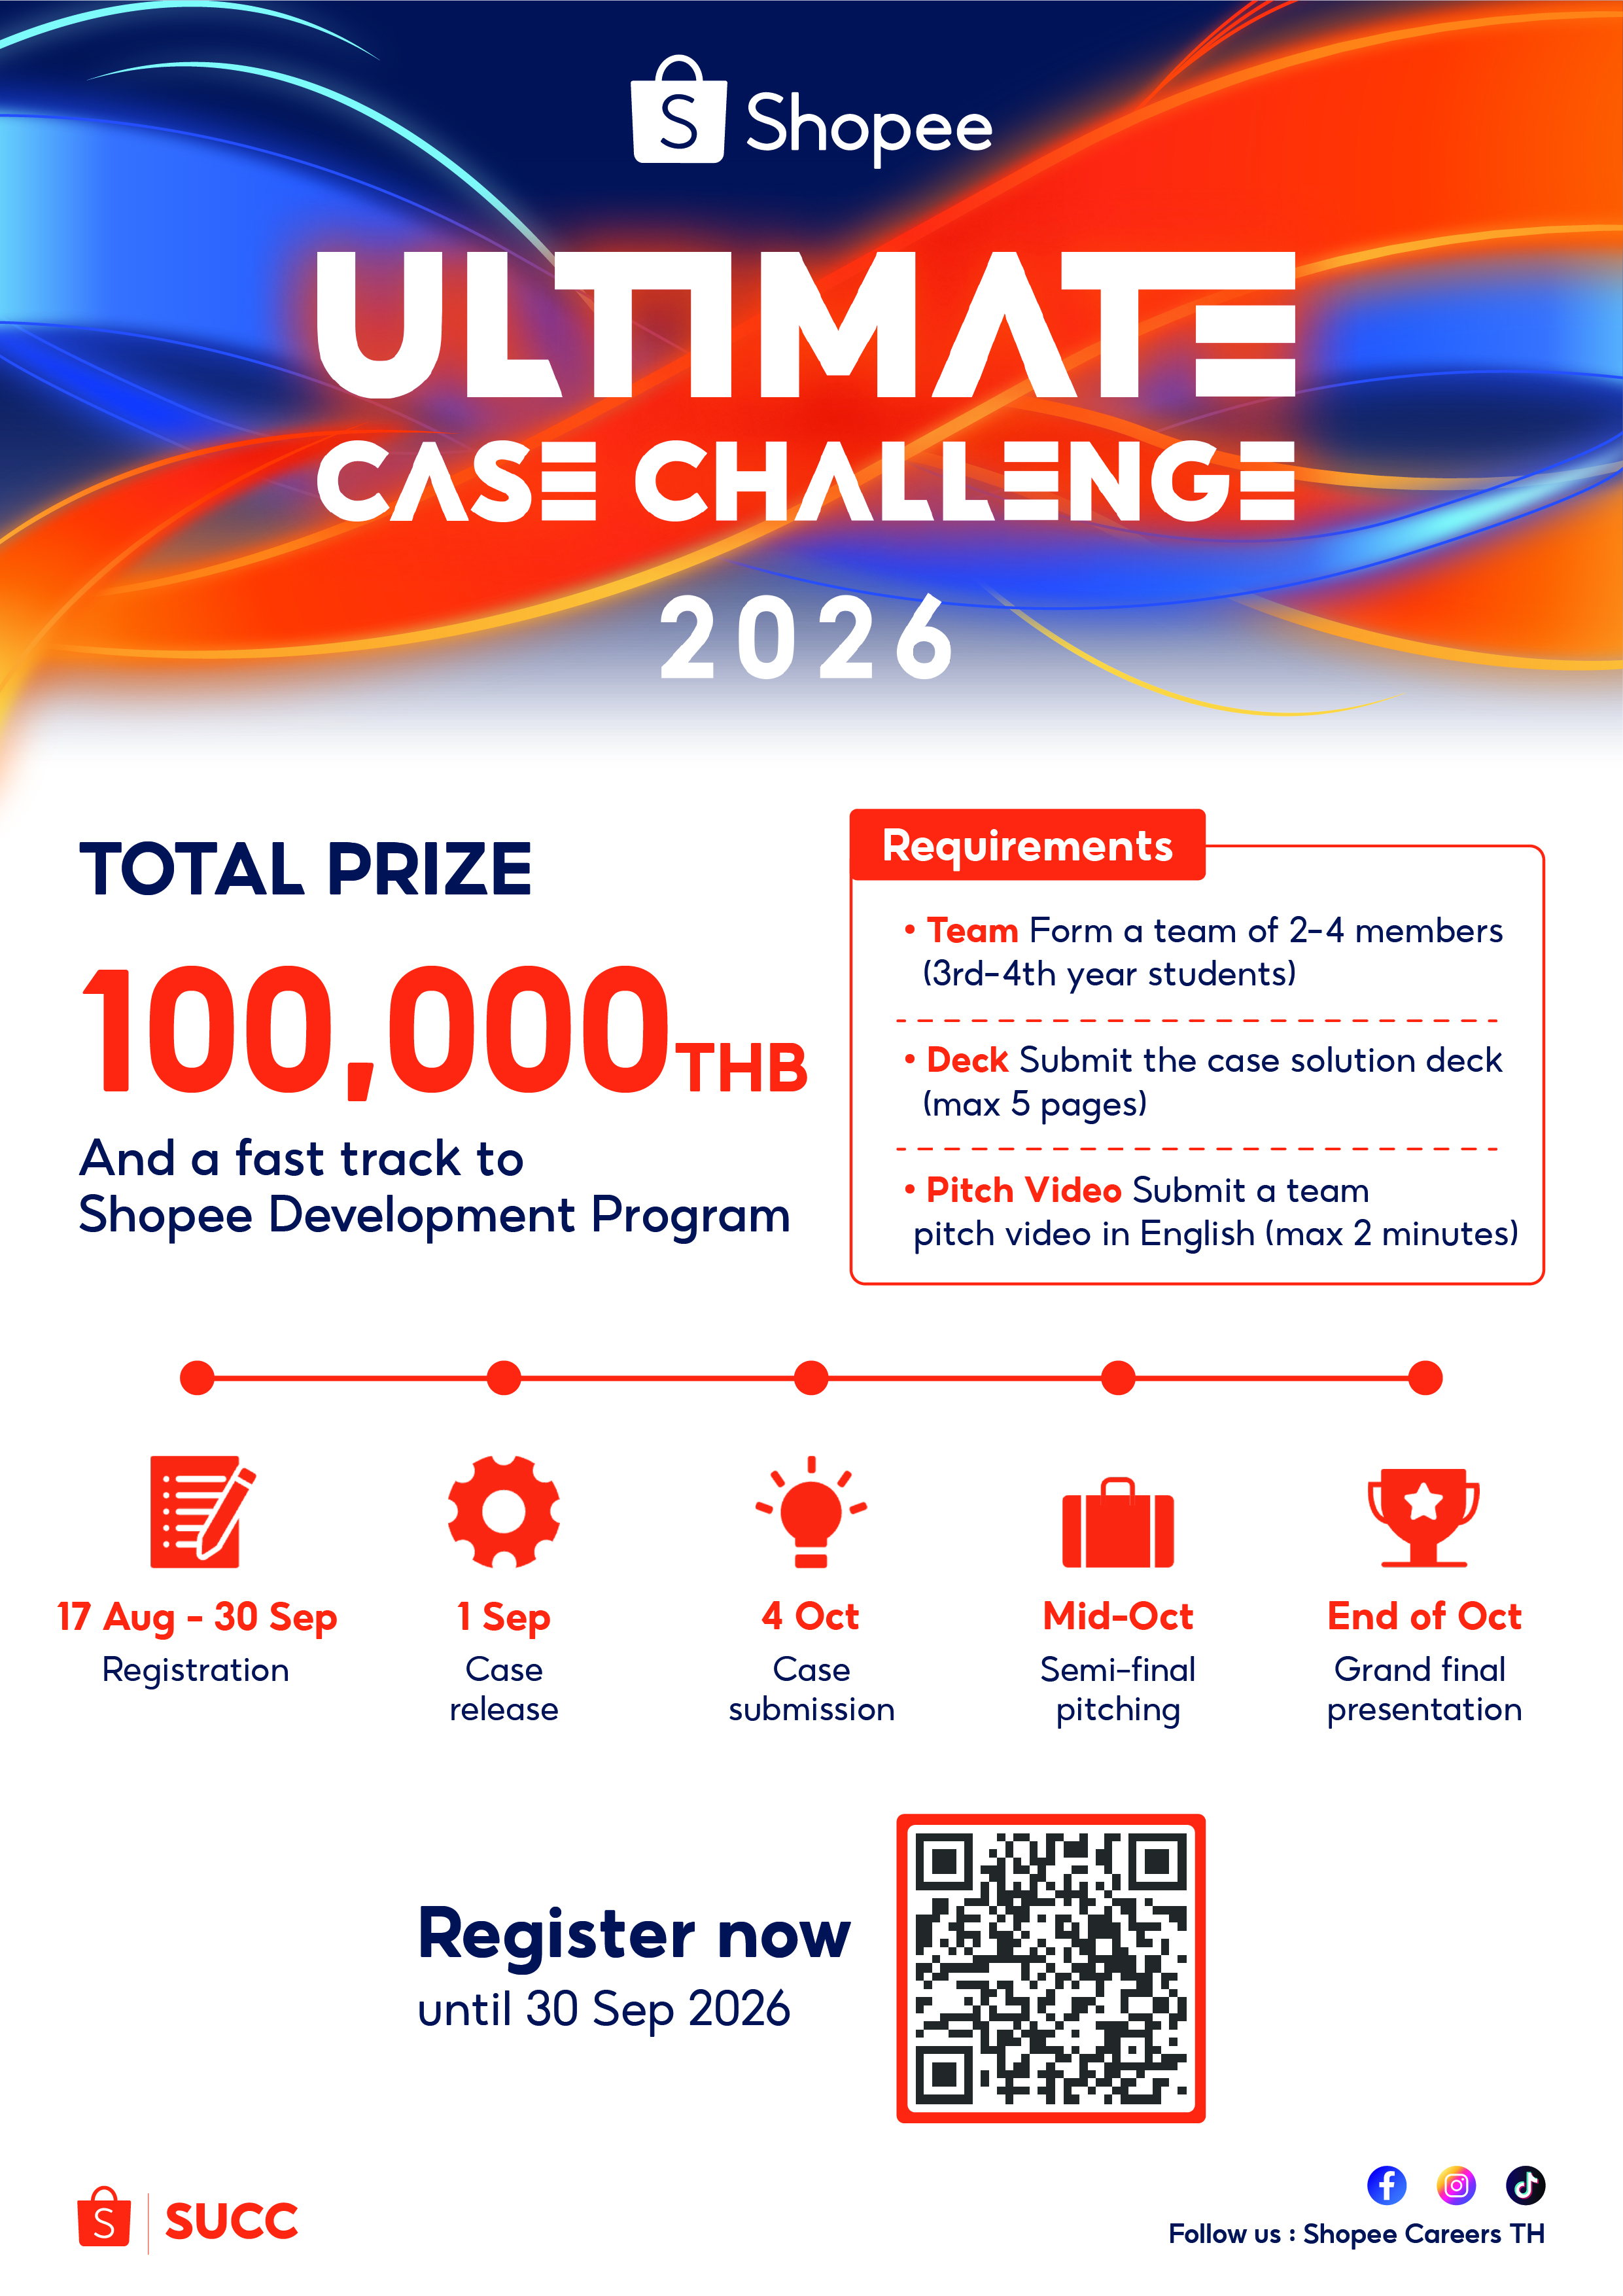 Shopee
ULTIMATE
CASE CHALLENGE
2026
TOTAL PRIZE
100,000 THB
And a fast track to
Shopee Development Program
Requirements
• Team Form a team of 2-4 members
(3rd-4th year students)
• Deck Submit the case solution deck
(max 5 pages)
• Pitch Video Submit a team
pitch video in English (max 2 minutes)
17 Aug - 30 Sep
Registration
1 Sep
Case
release
4 Oct
Case
submission
Mid-Oct
Semi-final
pitching
End of Oct
Grand final
presentation
Register now
until 30 Sep 2026
SUCC
Follow us : Shopee Careers TH